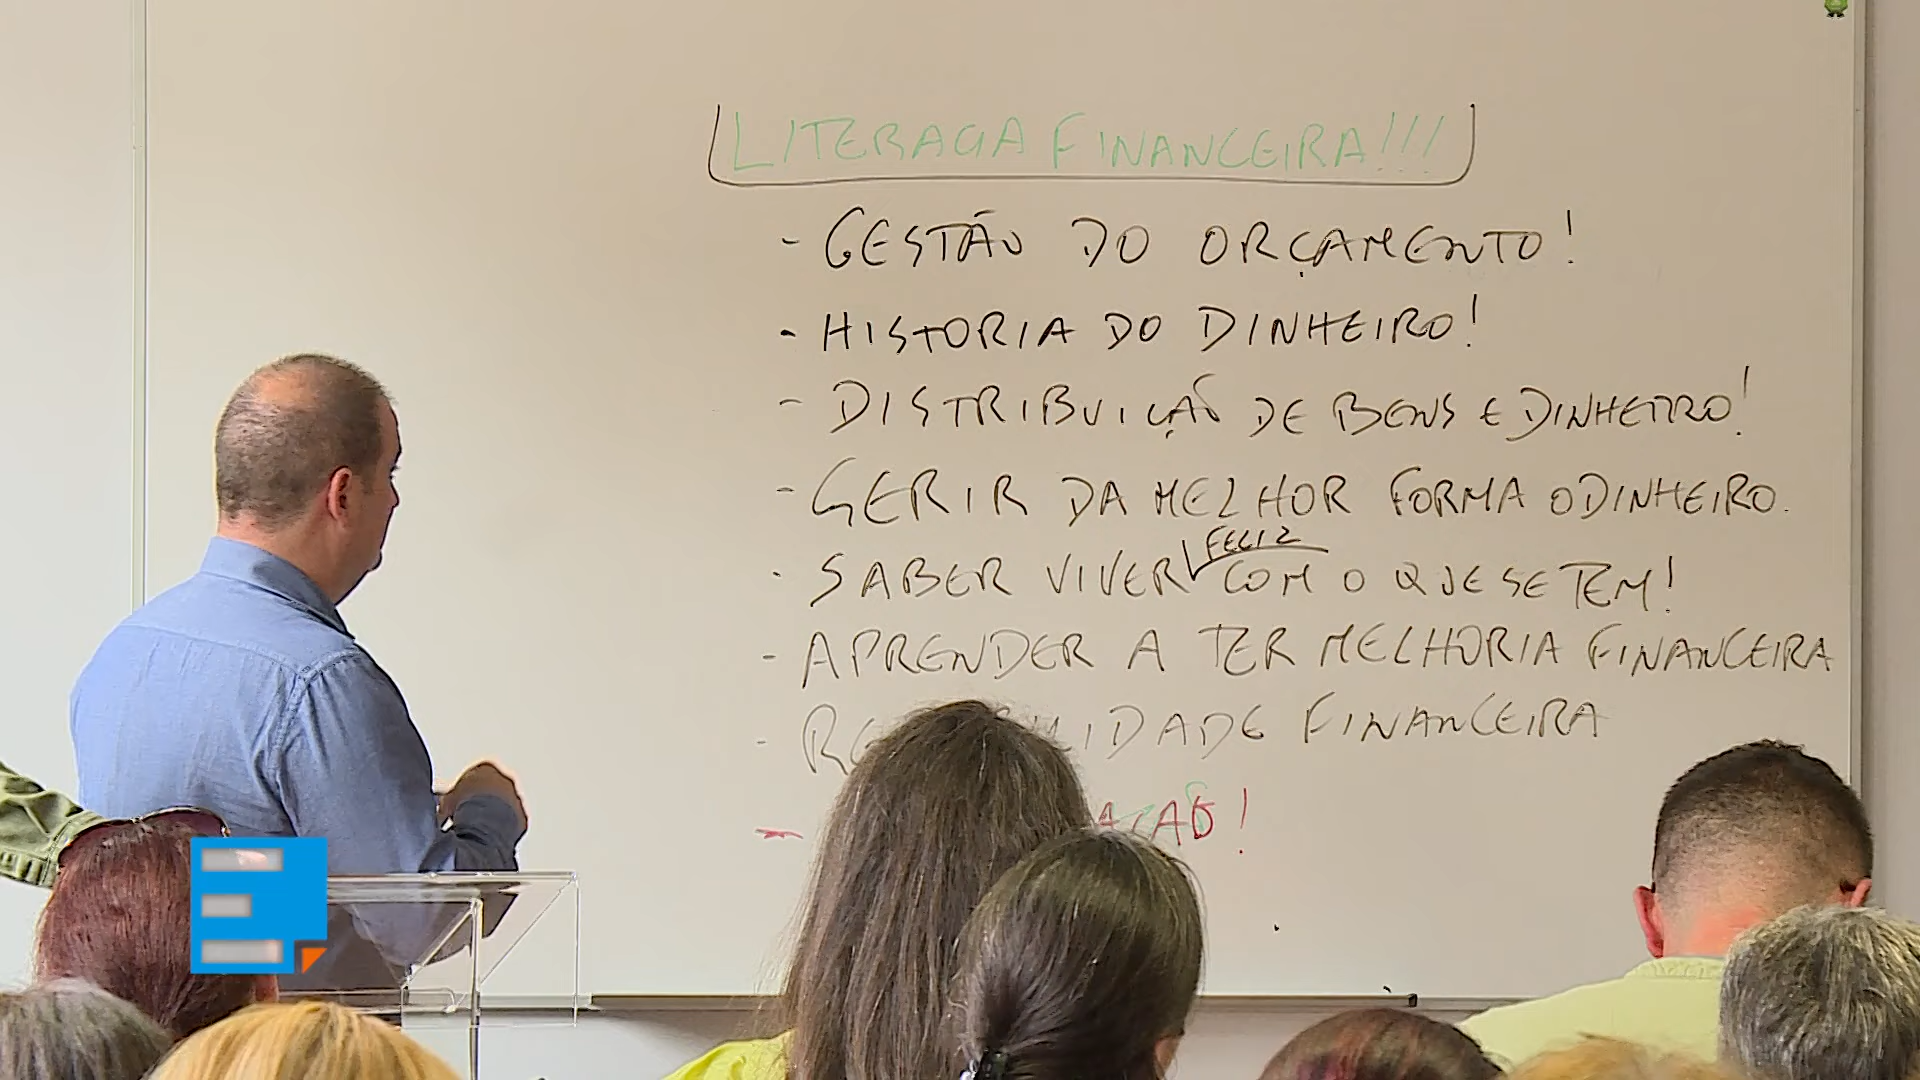 LITERACIA FINANCEIRA!!!
- GESTÃO DO ORÇAMENTO!
- HISTORIA DO DINHEIRO!
- DISTRIBUIÇÃO DE BENS E DINHEIRO!
- GERIR DA MELHOR FORMA O DINHEIRO.
FELIZ
- SABER VIVER COM O QUE SE TEM!
- APRENDER A TER MELHORIA FINANCEIRA
- FINANCEIRA